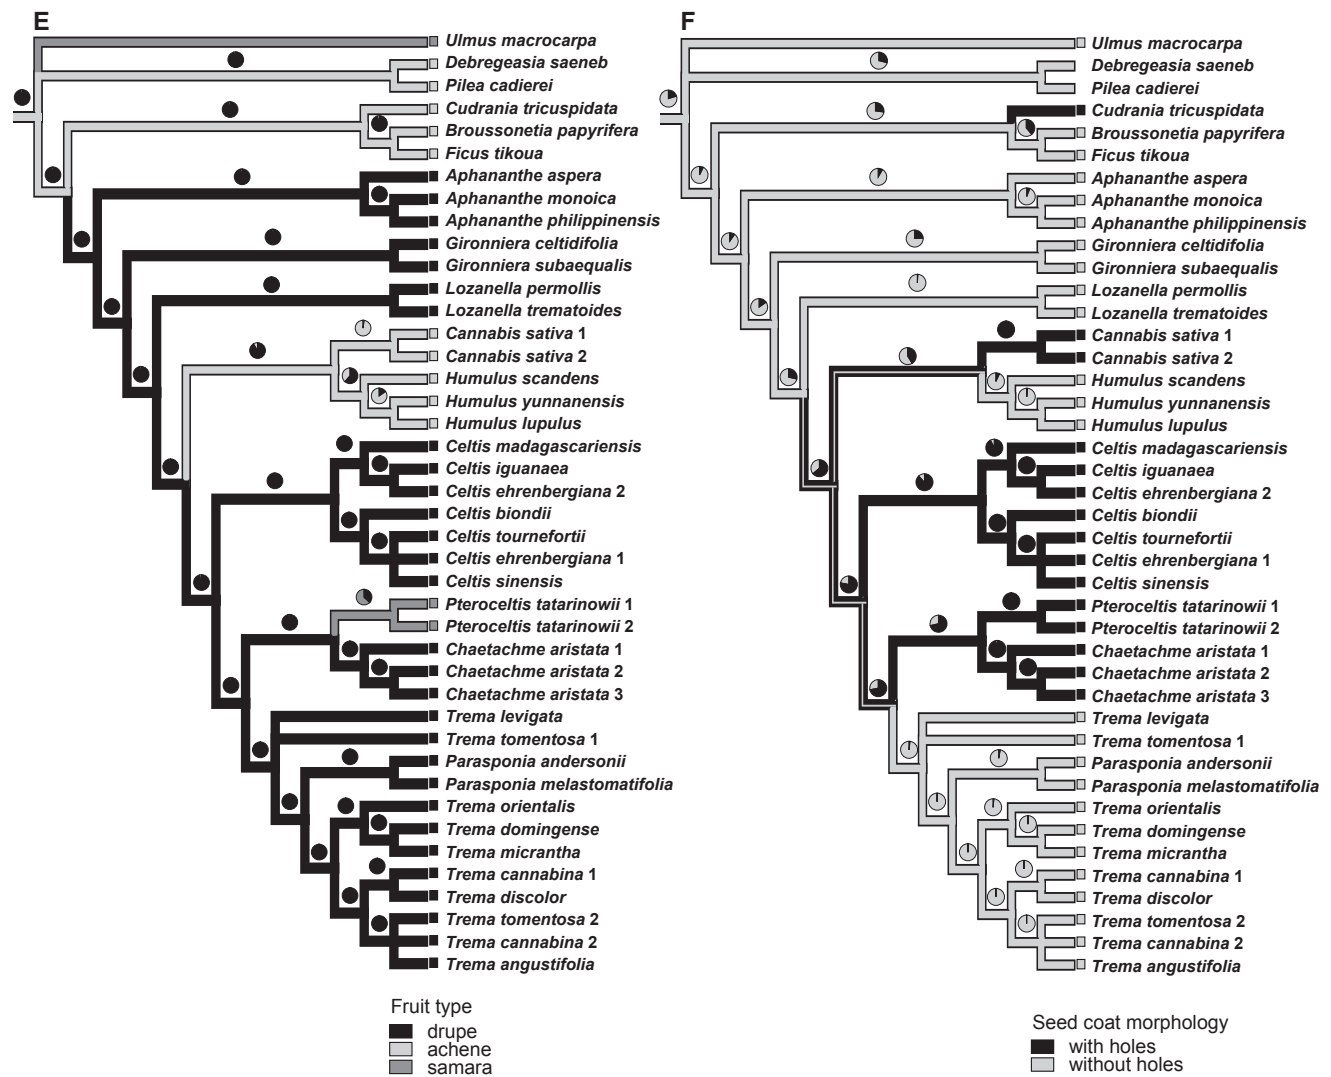 E
Ulmus macrocarpa
Debregeasia saeneb
Pilea cadierei
Cudrania tricuspidata
Broussonetia papyrifera
Ficus tikoua
Aphananthe aspera
Aphananthe monoica
Aphananthe philippinensis
Gironniera celtidifolia
Gironniera subaequalis
Lozanella permollis
Lozanella trematoides
Cannabis sativa 1
Cannabis sativa 2
Humulus scandens
Humulus yunnanensis
Humulus lupulus
Celtis madagascariensis
Celtis iguanaea
Celtis ehrenbergiana 2
Celtis biondii
Celtis tournefortii
Celtis ehrenbergiana 1
Celtis sinensis
Pteroceltis tatarinowii 1
Pteroceltis tatarinowii 2
Chaetachme aristata 1
Chaetachme aristata 2
Chaetachme aristata 3
Trema levigata
Trema tomentosa 1
Parasponia andersonii
Parasponia melastomatifolia
Trema orientalis
Trema domingense
Trema micrantha
Trema cannabina 1
Trema discolor
Trema tomentosa 2
Trema cannabina 2
Trema angustifolia
Fruit type
drupe
achene
samara
F
Ulmus macrocarpa
Debregeasia saeneb
Pilea cadierei
Cudrania tricuspidata
Broussonetia papyrifera
Ficus tikoua
Aphananthe aspera
Aphananthe monoica
Aphananthe philippinensis
Gironniera celtidifolia
Gironniera subaequalis
Lozanella permollis
Lozanella trematoides
Cannabis sativa 1
Cannabis sativa 2
Humulus scandens
Humulus yunnanensis
Humulus lupulus
Celtis madagascariensis
Celtis iguanaea
Celtis ehrenbergiana 2
Celtis biondii
Celtis tournefortii
Celtis ehrenbergiana 1
Celtis sinensis
Pteroceltis tatarinowii 1
Pteroceltis tatarinowii 2
Chaetachme aristata 1
Chaetachme aristata 2
Chaetachme aristata 3
Trema levigata
Trema tomentosa 1
Parasponia andersonii
Parasponia melastomatifolia
Trema orientalis
Trema domingense
Trema micrantha
Trema cannabina 1
Trema discolor
Trema tomentosa 2
Trema cannabina 2
Trema angustifolia
Seed coat morphology
with holes
without holes